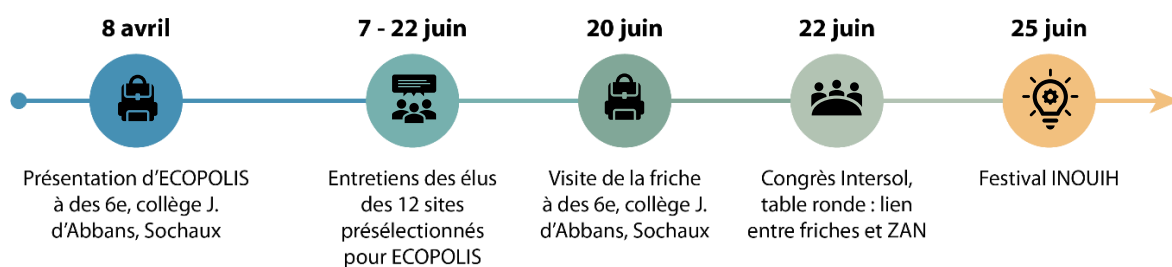 8 avril
Présentation d'ECOPOLIS
à des 6e, collège J.
d'Abbans, Sochaux
7 - 22 juin
Entretiens des élus
des 12 sites
présélectionnés
pour ECOPOLIS
20 juin
Visite de la friche
à des 6e, collège J.
d'Abbans, Sochaux
22 juin
Congrès Intersol,
table ronde : lien
entre friches et ZAN
25 juin
Festival INOUIH